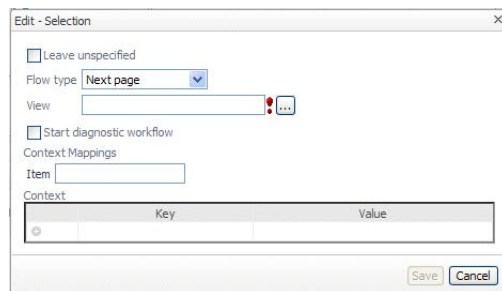 Edit - Selection
Leave unspecified
Flow type Next page
View ...
Start diagnostic workflow
Context Mappings
Item
Context
Key Value
Save Cancel